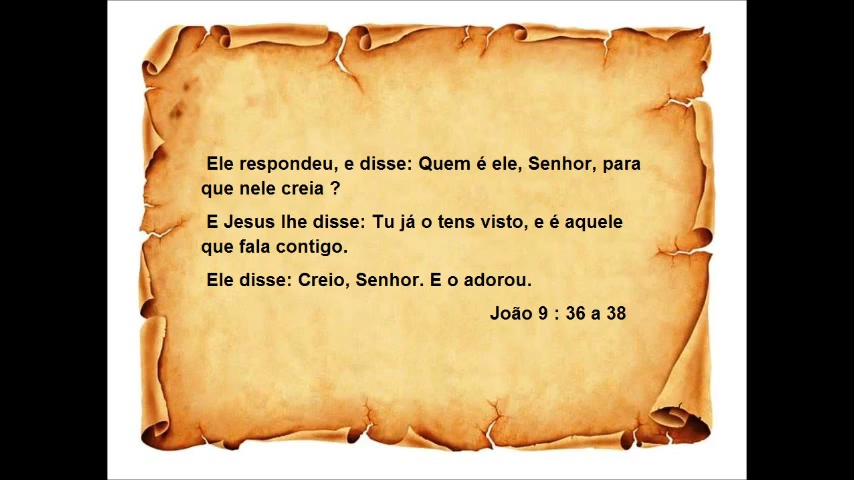 Ele respondeu, e disse: Quem é ele, Senhor, para
que nele creia ?
E Jesus lhe disse: Tu já o tens visto, e é aquele
que fala contigo.
Ele disse: Creio, Senhor. E o adorou.
João 9 : 36 a 38